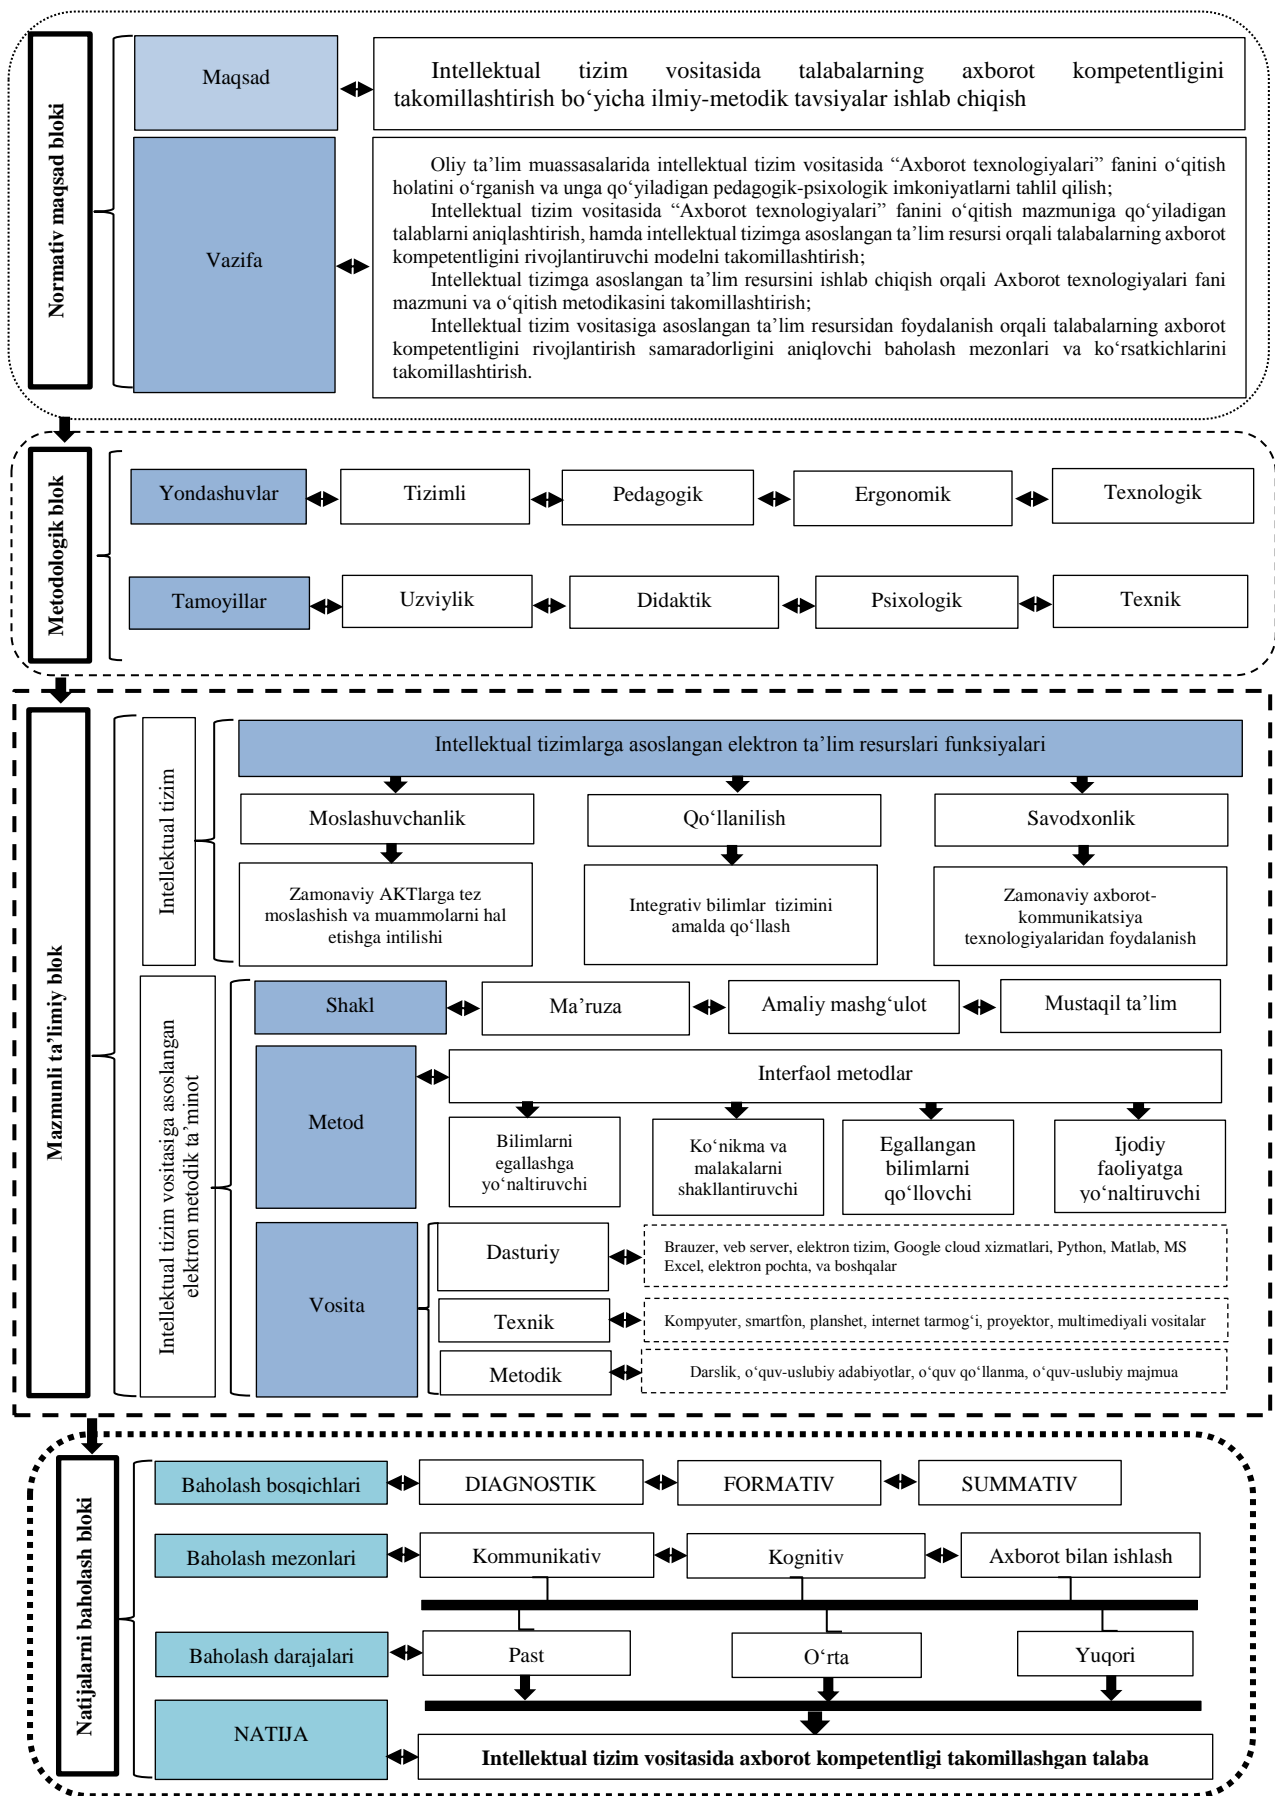 Normativ maqsad bloki
Maqsad
Intellektual tizim vositasida talabalarning axborot kompetentligini
takomillashtirish bo‘yicha ilmiy-metodik tavsiyalar ishlab chiqish
Vazifa
Oliy ta’lim muassasalarida intellektual tizim vositasida “Axborot texnologiyalari” fanini o‘qitish
holatini o‘rganish va unga qo‘yiladigan pedagogik-psixologik imkoniyatlarni tahlil qilish;
Intellektual tizim vositasida “Axborot texnologiyalari” fanini o‘qitish mazmuniga qo‘yiladigan
talablarni aniqlashtirish, hamda intellektual tizimga asoslangan ta’lim resursi orqali talabalarning axborot
kompetentligini rivojlantiruvchi modelni takomillashtirish;
Intellektual tizimga asoslangan ta’lim resursini ishlab chiqish orqali Axborot texnologiyalari fani
mazmuni va o‘qitish metodikasini takomillashtirish;
Intellektual tizim vositasiga asoslangan ta’lim resursidan foydalanish orqali talabalarning axborot
kompetentligini rivojlantirish samaradorligini aniqlovchi baholash mezonlari va ko‘rsatkichlarini
takomillashtirish.
Metodologik blok
Yondashuvlar
Tizimli
Pedagogik
Ergonomik
Texnologik
Tamoyillar
Uzviylik
Didaktik
Psixologik
Texnik
Mazmunli ta’limiy blok
Intellektual tizim
Intellektual tizimlarga asoslangan elektron ta’lim resurslari funksiyalari
Moslashuvchanlik
Qo‘llanilish
Savodxonlik
Zamonaviy AKTlarga tez
moslashish va muammolarni hal
etishga intilishi
Integrativ bilimlar tizimini
amalda qo‘llash
Zamonaviy axborot-
kommunikatsiya
texnologiyalaridan foydalanish
Intellektual tizim vositasiga asoslangan
elektron metodik ta’minot
Shakl
Ma’ruza
Amaliy mashg‘ulot
Mustaqil ta’lim
Metod
Interfaol metodlar
Bilimlarni
egallashga
yo‘naltiruvchi
Ko‘nikma va
malakalarni
shakllantiruvchi
Egallangan
bilimlarni
qo‘llovchi
Ijodiy
faoliyatga
yo‘naltiruvchi
Vosita
Dasturiy
Brauzer, veb server, elektron tizim, Google cloud xizmatlari, Python, Matlab, MS
Excel, elektron pochta, va boshqalar
Texnik
Kompyuter, smartfon, planshet, internet tarmog‘i, proyektor, multimediyali vositalar
Metodik
Darslik, o‘quv-uslubiy adabiyotlar, o‘quv qo‘llanma, o‘quv-uslubiy majmua
Natijalarni baholash bloki
Baholash bosqichlari
DIAGNOSTIK
FORMATIV
SUMMATIV
Baholash mezonlari
Kommunikativ
Kognitiv
Axborot bilan ishlash
Baholash darajalari
Past
O‘rta
Yuqori
NATIJA
Intellektual tizim vositasida axborot kompetentligi takomillashgan talaba